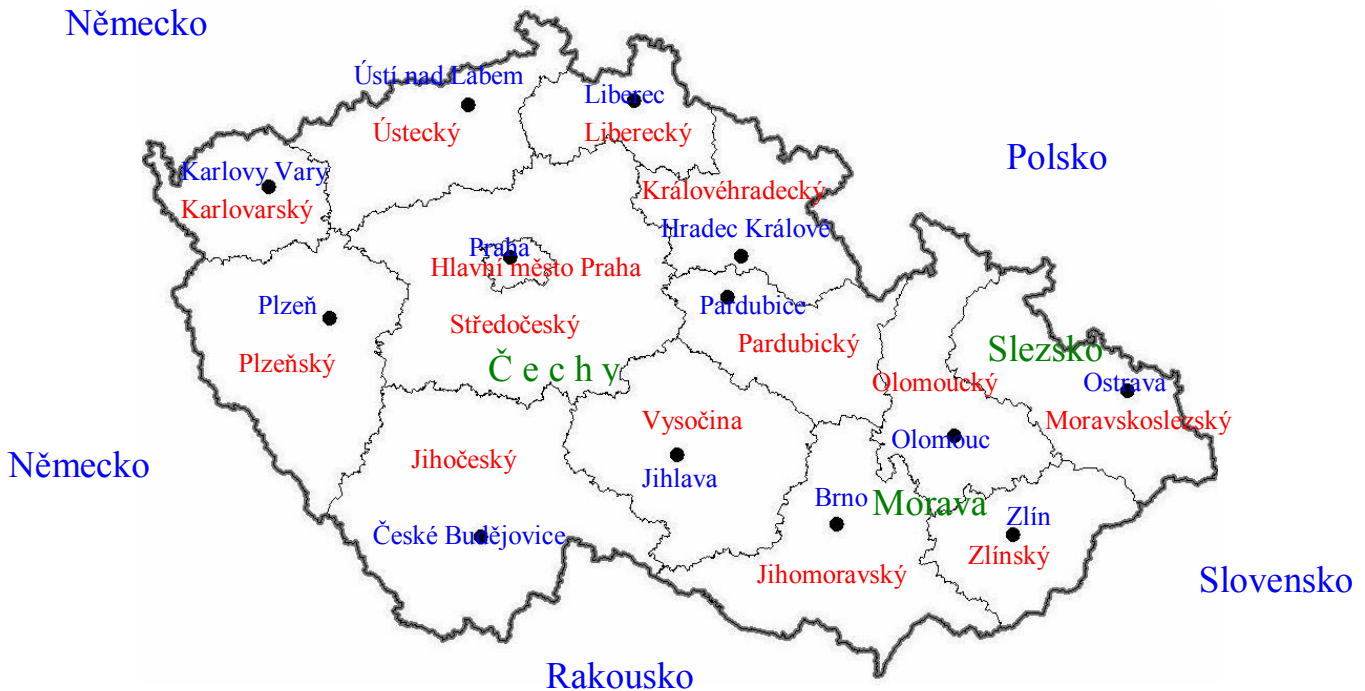 Německo
Ústí nad Labem
Liberec
Ústecký
Liberecký
Polsko
Karlovy Vary
Karlovarský
Královéhradecký
Hradec Králové
Praha
Hlavní město Praha
Plzeň
Pardubice
Středočeský
Pardubický
Plzeňský
Slezsko
Čechy
Olomoucký
Ostrava
Vysočina
Moravskoslezský
Olomouc
Jihočeský
Německo
Jihlava
Brno
Morava
Zlín
České Budějovice
Zlínský
Jihomoravský
Slovensko
Rakousko